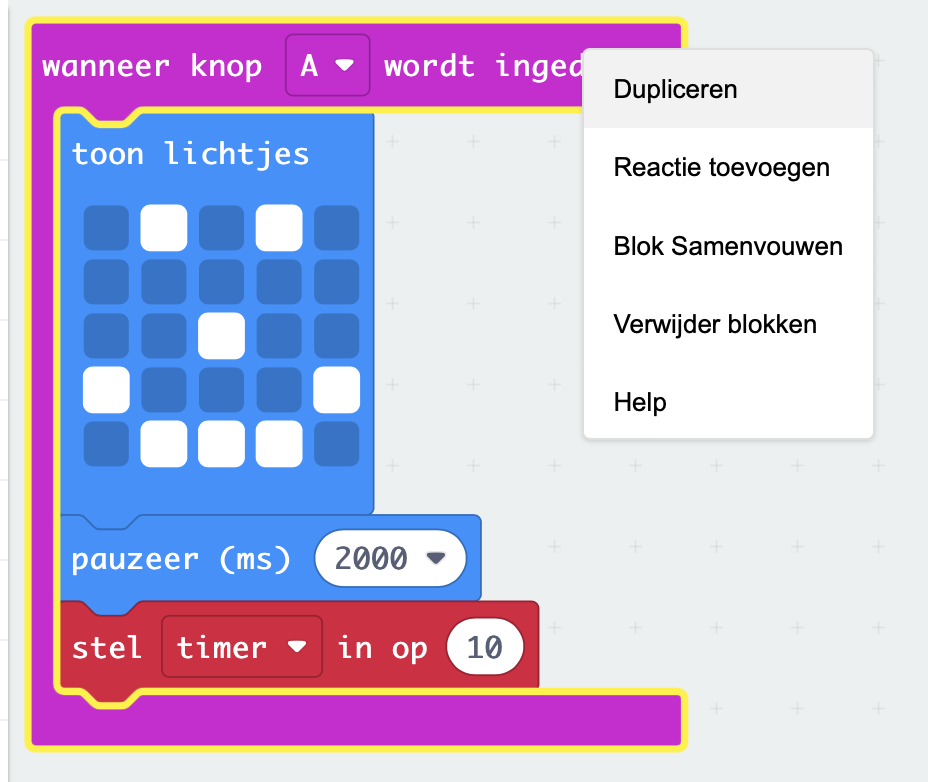 wanneer knop A wordt inged
Dupliceren
Reactie toevoegen
Blok Samenvouwen
Verwijder blokken
Help
toon lichtjes
pauzeer (ms) 2000
stel timer in op 10